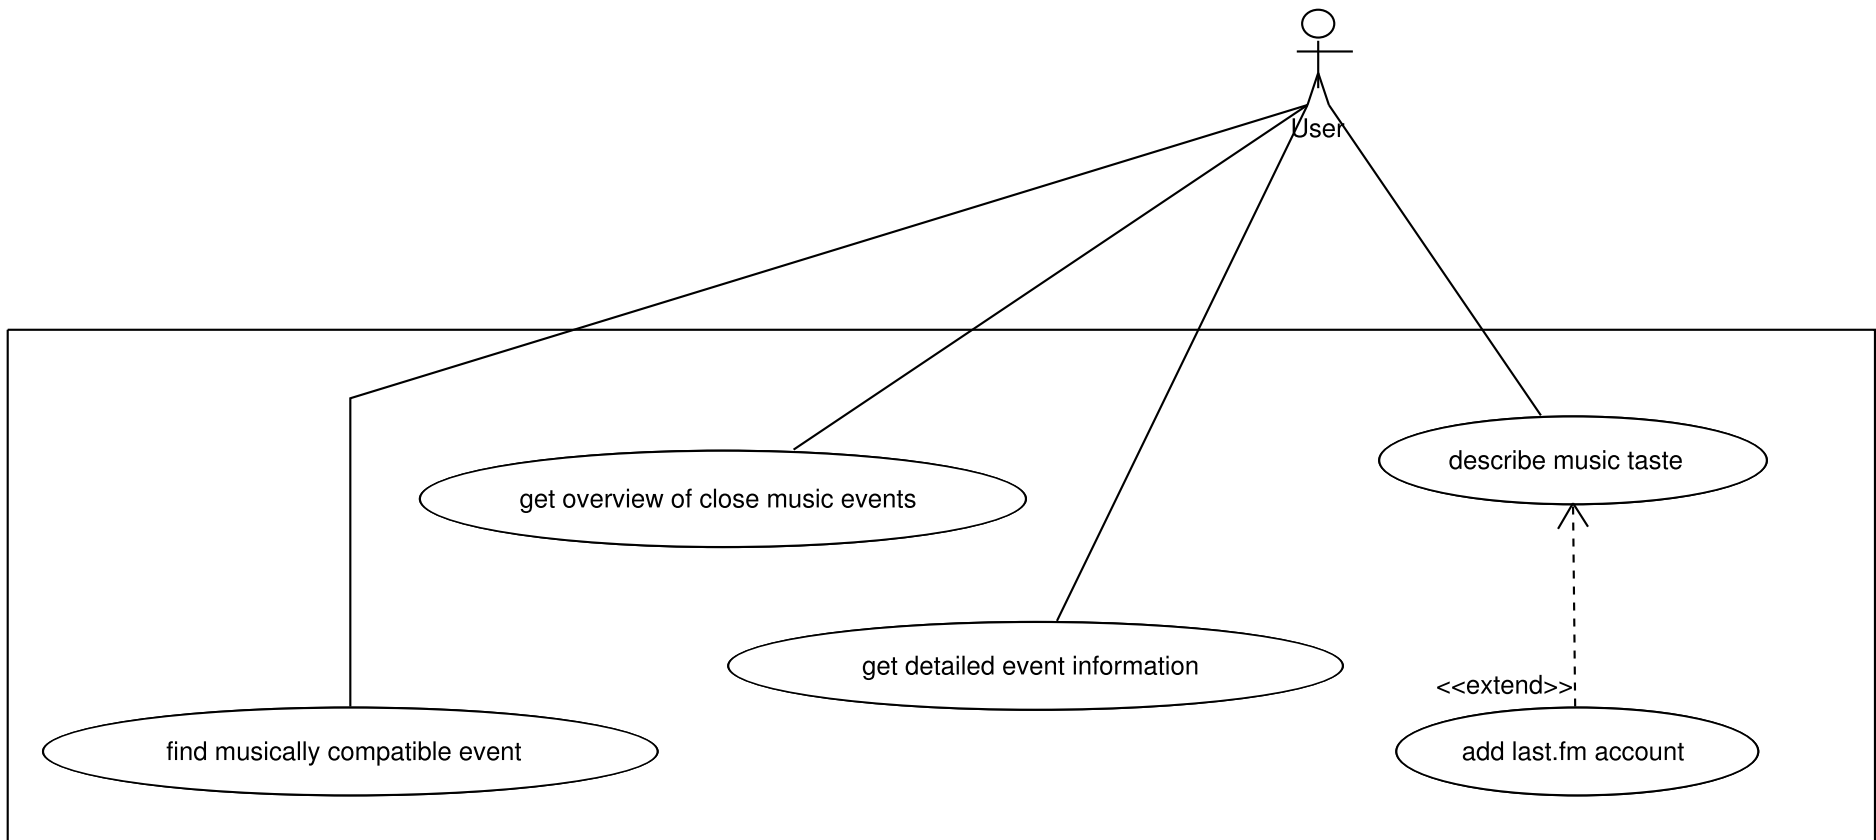 User
describe music taste
get overview of close music events
get detailed event information
<<extend>>
find musically compatible event
add last.fm account